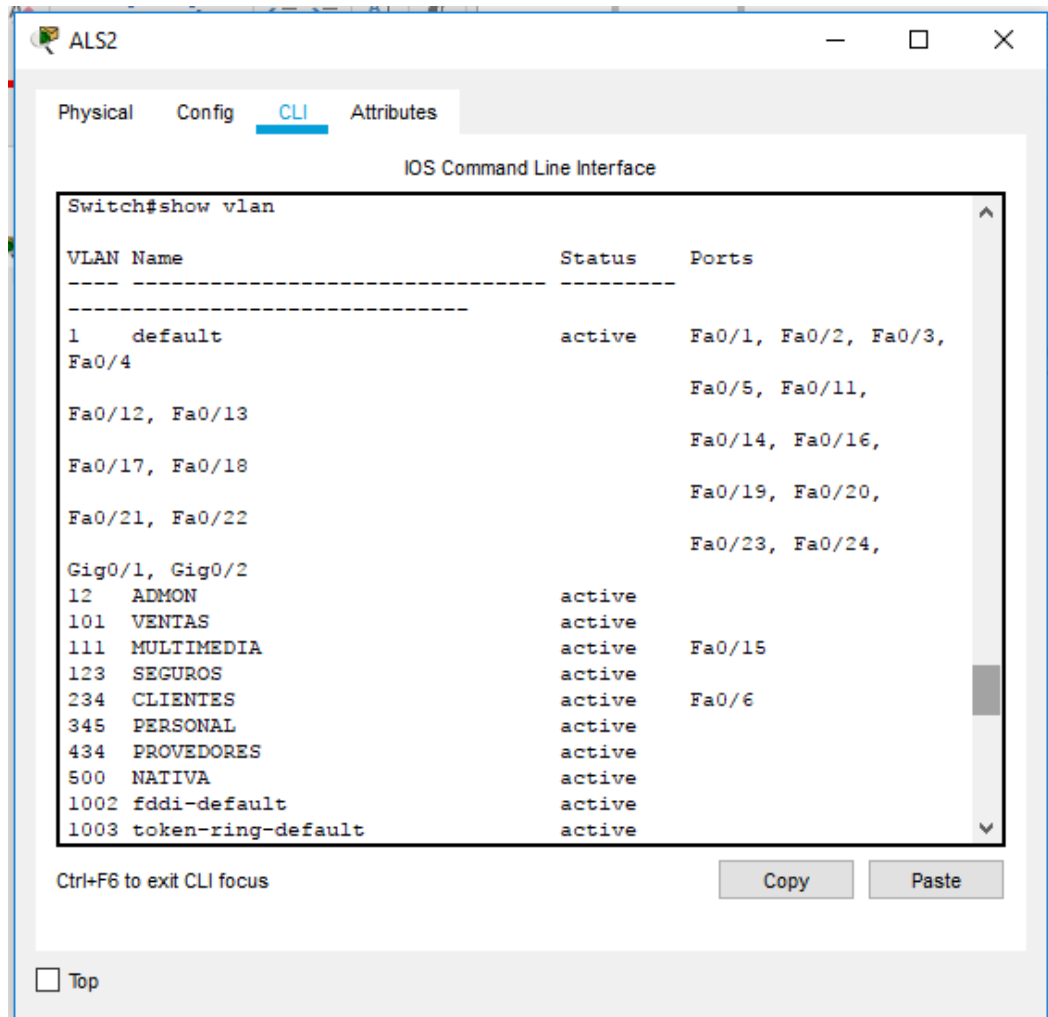 ALS2
Physical Config CLI Attributes
IOS Command Line Interface
Switch#show vlan
VLAN Name Status Ports
---- -------------------------------- ---------
-------------------------------
1 default active Fa0/1, Fa0/2, Fa0/3,
Fa0/4
Fa0/5, Fa0/11,
Fa0/12, Fa0/13
Fa0/14, Fa0/16,
Fa0/17, Fa0/18
Fa0/19, Fa0/20,
Fa0/21, Fa0/22
Fa0/23, Fa0/24,
Gig0/1, Gig0/2
12 ADMON active
101 VENTAS active
111 MULTIMEDIA active Fa0/15
123 SEGUROS active
234 CLIENTES active Fa0/6
345 PERSONAL active
434 PROVEDORES active
500 NATIVA active
1002 fddi-default active
1003 token-ring-default active
Ctrl+F6 to exit CLI focus
Copy Paste
Top